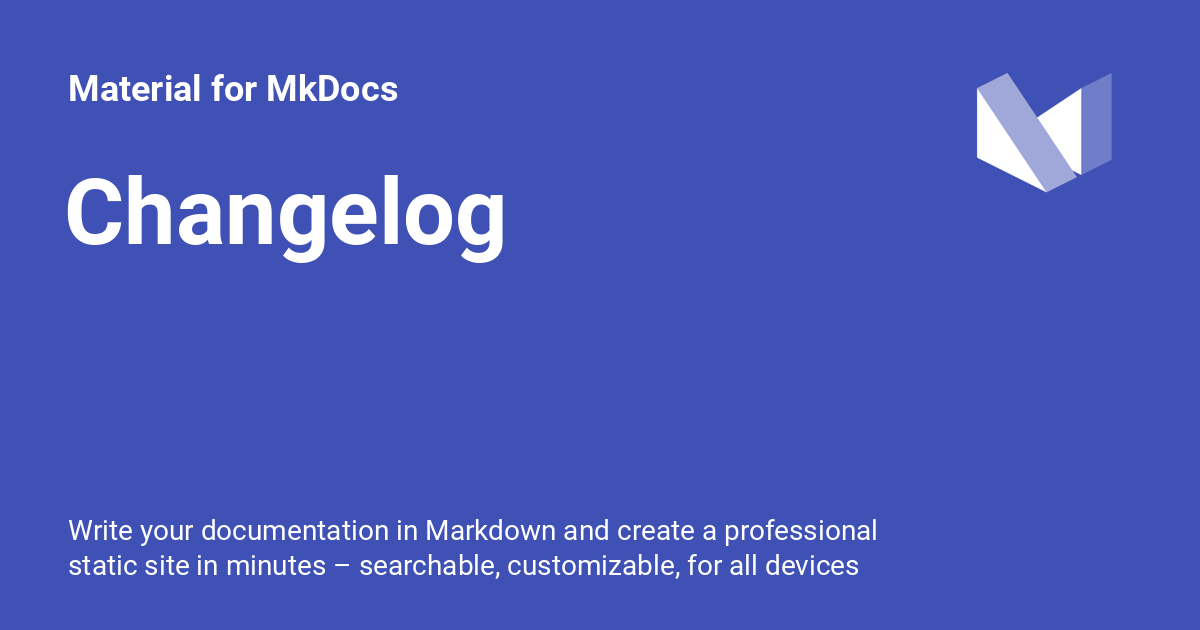 Material for MkDocs
Changelog
Write your documentation in Markdown and create a professional
static site in minutes – searchable, customizable, for all devices